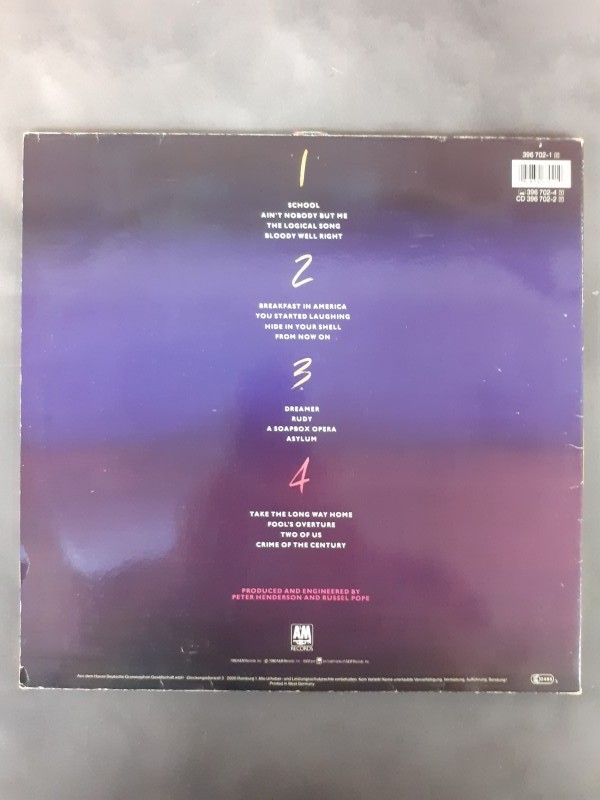 396 702-1
396 702-4
CD 396 702-2
1
SCHOOL
AIN'T NOBODY BUT ME
THE LOGICAL SONG
BLOODY WELL RIGHT
2
BREAKFAST IN AMERICA
YOU STARTED LAUGHING
HIDE IN YOUR SHELL
FROM NOW ON
3
DREAMER
RUDY
A SOAPBOX OPERA
ASYLUM
4
TAKE THE LONG WAY HOME
FOOL'S OVERTURE
TWO OF US
CRIME OF THE CENTURY
PRODUCED AND ENGINEERED BY
PETER HENDERSON AND RUSSEL POPE
A&M
RECORDS
Printed in West Germany